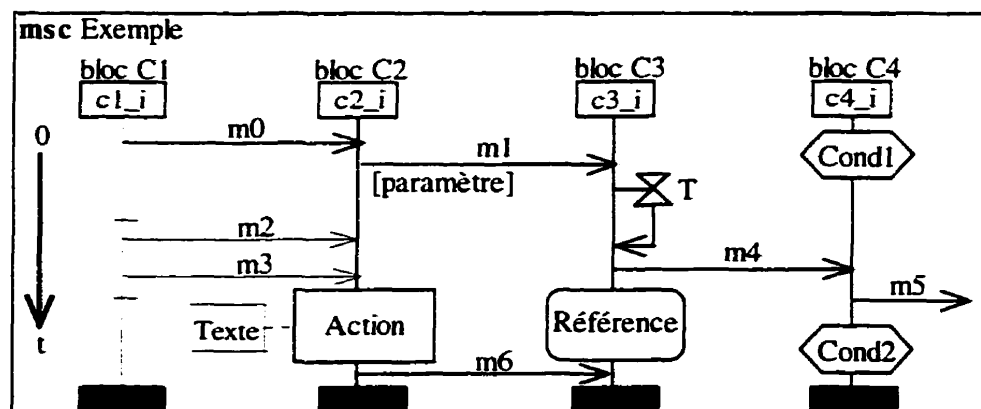 msc Exemple
bloc C1 bloc C2 bloc C3 bloc C4
c1_i c2_i c3_i c4_i
0 m0
m1 Cond1
[paramètre] T
m2
m4
m3
m5
Texte Action Référence
t Cond2
m6